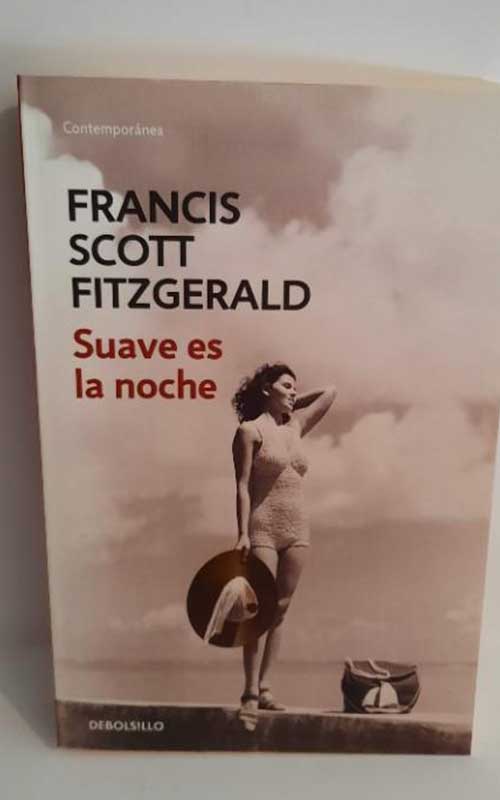 Contemporánea
FRANCIS
SCOTT
FITZGERALD
Suave es
la noche
DEBOLSILLO